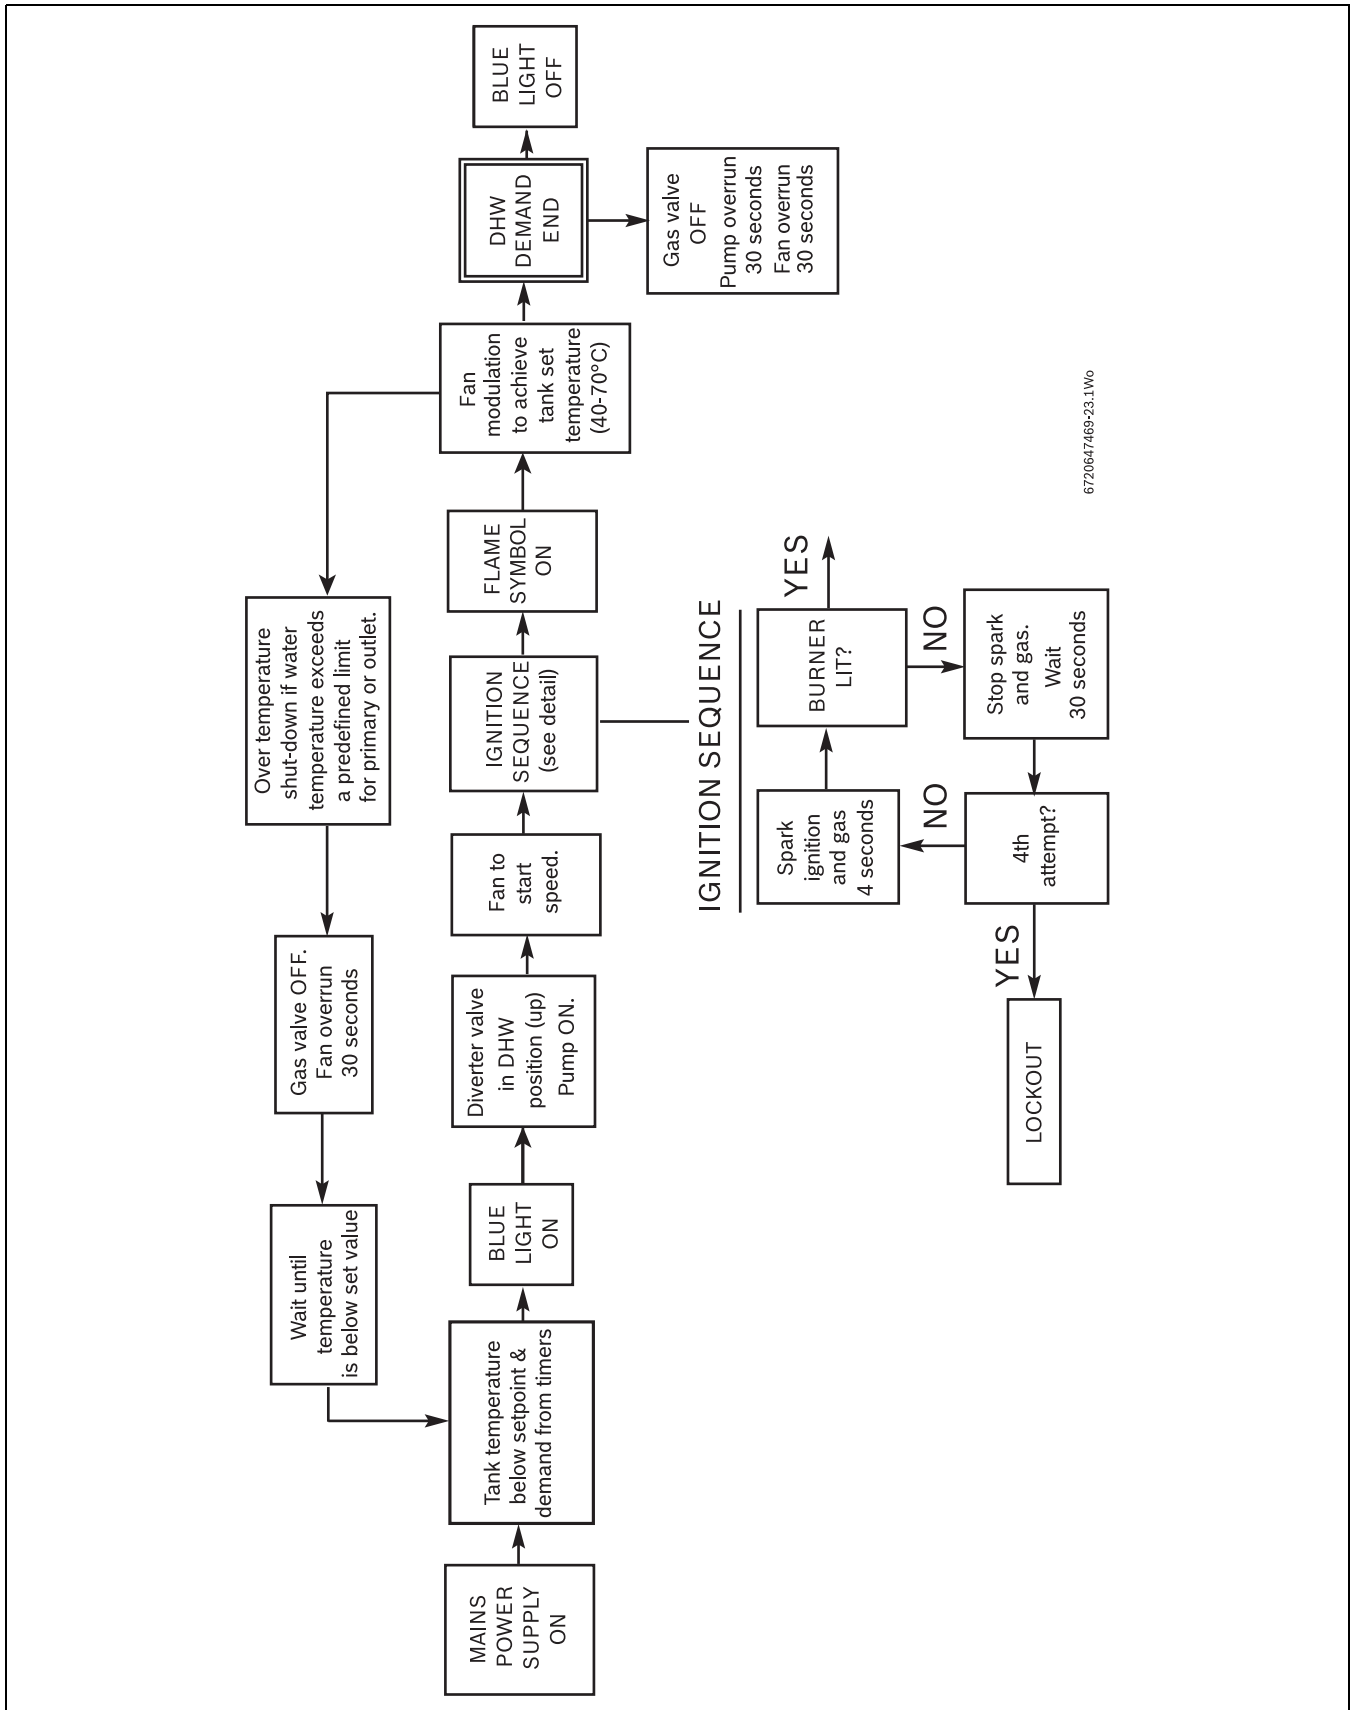 MAINS
POWER
SUPPLY
ON
Tank temperature
below setpoint &
demand from timers
BLUE
LIGHT
ON
Diverter valve
in DHW
position (up)
Pump ON.
Fan to
start
speed.
IGNITION
SEQUENCE
(see detail)
FLAME
SYMBOL
ON
Fan
modulation
to achieve
tank set
temperature
(40-70°C)
DHW
DEMAND
END
BLUE
LIGHT
OFF
Gas valve
OFF
Pump overrun
30 seconds
Fan overrun
30 seconds
Over temperature
shut-down if water
temperature exceeds
a predefined limit
for primary or outlet.
Gas valve OFF.
Fan overrun
30 seconds
Wait until
temperature
is below set value
IGNITION SEQUENCE
Spark
ignition
and gas
4 seconds
BURNER
LIT?
YES
NO
Stop spark
and gas.
Wait
30 seconds
4th
attempt?
NO
YES
LOCKOUT
6720647469-23.1Wo